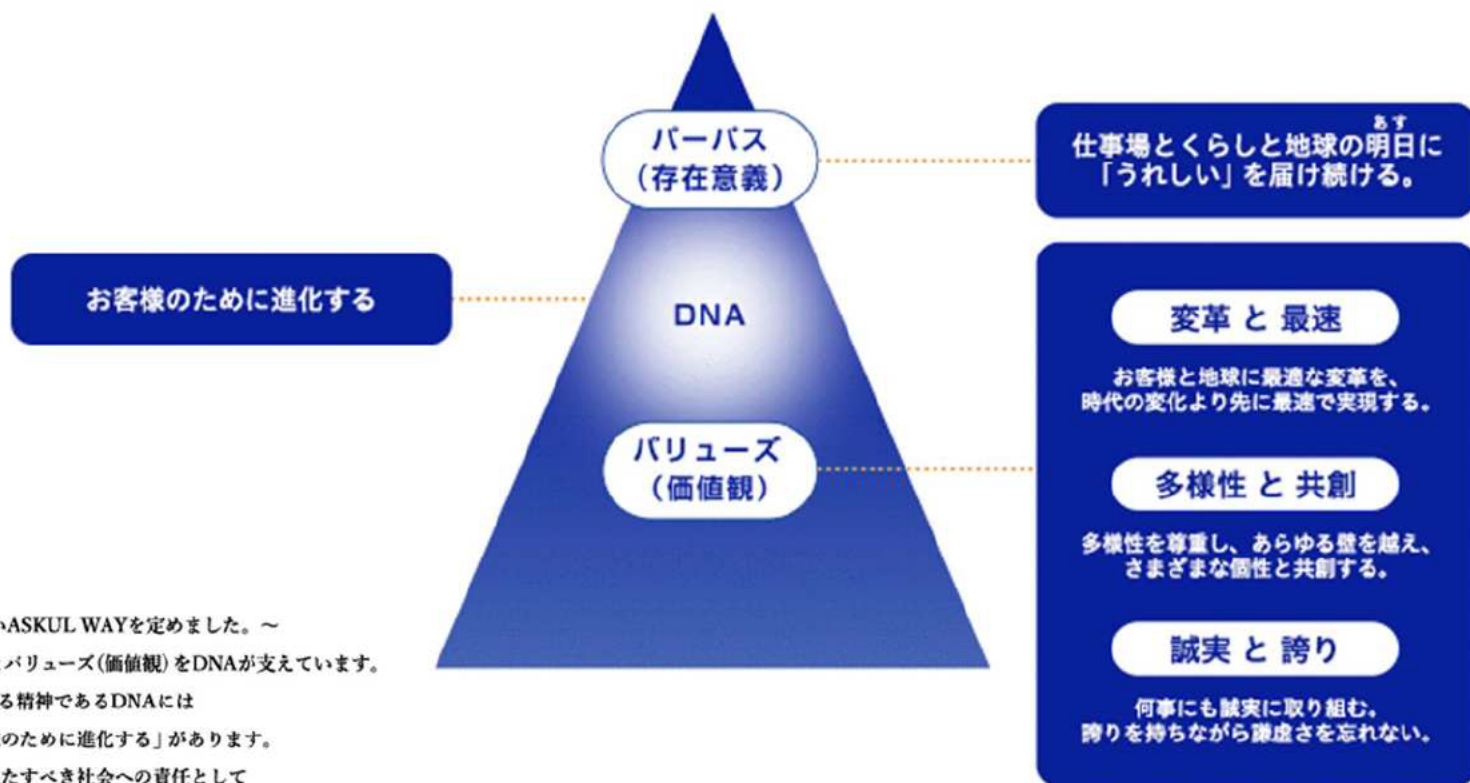 パーパス
（存在意義）
あす
仕事場とくらしと地球の明日に
「うれしい」を届け続ける。
お客様のために進化する
DNA
バリューズ
（価値観）
変革 と 最速
お客様と地球に最適な変革を、
時代の変化より先に最速で実現する。
多様性 と 共創
多様性を尊重し、あらゆる壁を越え、
さまざまな個性と共創する。
誠実 と 誇り
何事にも誠実に取り組む。
誇りを持ちながら謙虚さを忘れない。
いASKUL WAYを定めました。～
バリューズ（価値観）をDNAが支えています。
る精神であるDNAには
のために進化する」があります。
たすべき社会への責任として